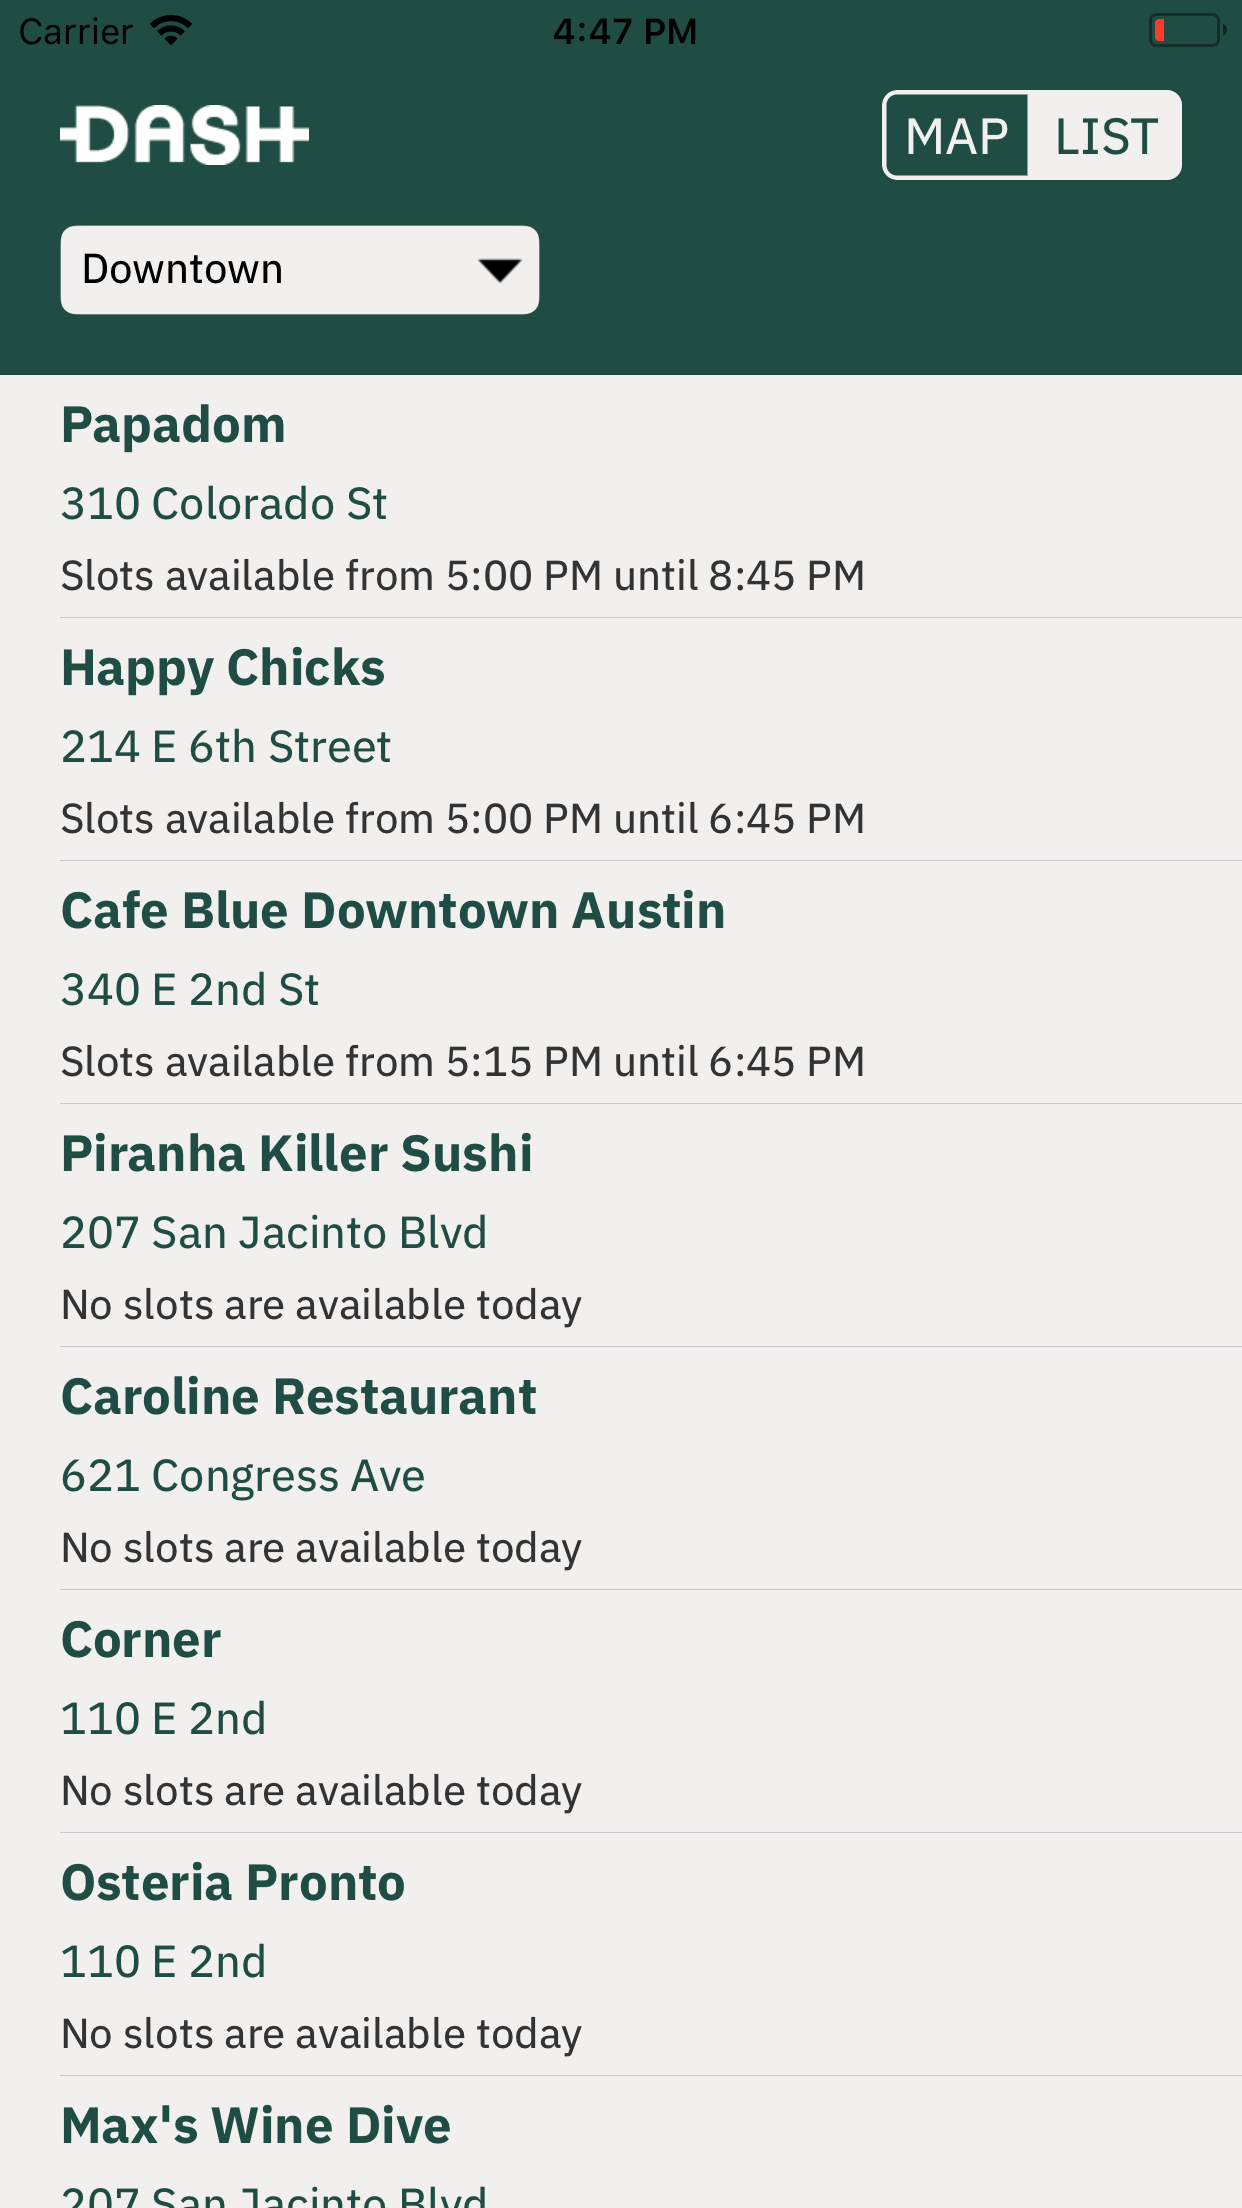 Carrier 4:47 PM
DASH MAP LIST
Downtown
Papadom
310 Colorado St
Slots available from 5:00 PM until 8:45 PM
Happy Chicks
214 E 6th Street
Slots available from 5:00 PM until 6:45 PM
Cafe Blue Downtown Austin
340 E 2nd St
Slots available from 5:15 PM until 6:45 PM
Piranha Killer Sushi
207 San Jacinto Blvd
No slots are available today
Caroline Restaurant
621 Congress Ave
No slots are available today
Corner
110 E 2nd
No slots are available today
Osteria Pronto
110 E 2nd
No slots are available today
Max's Wine Dive
207 San Jacinto Blvd